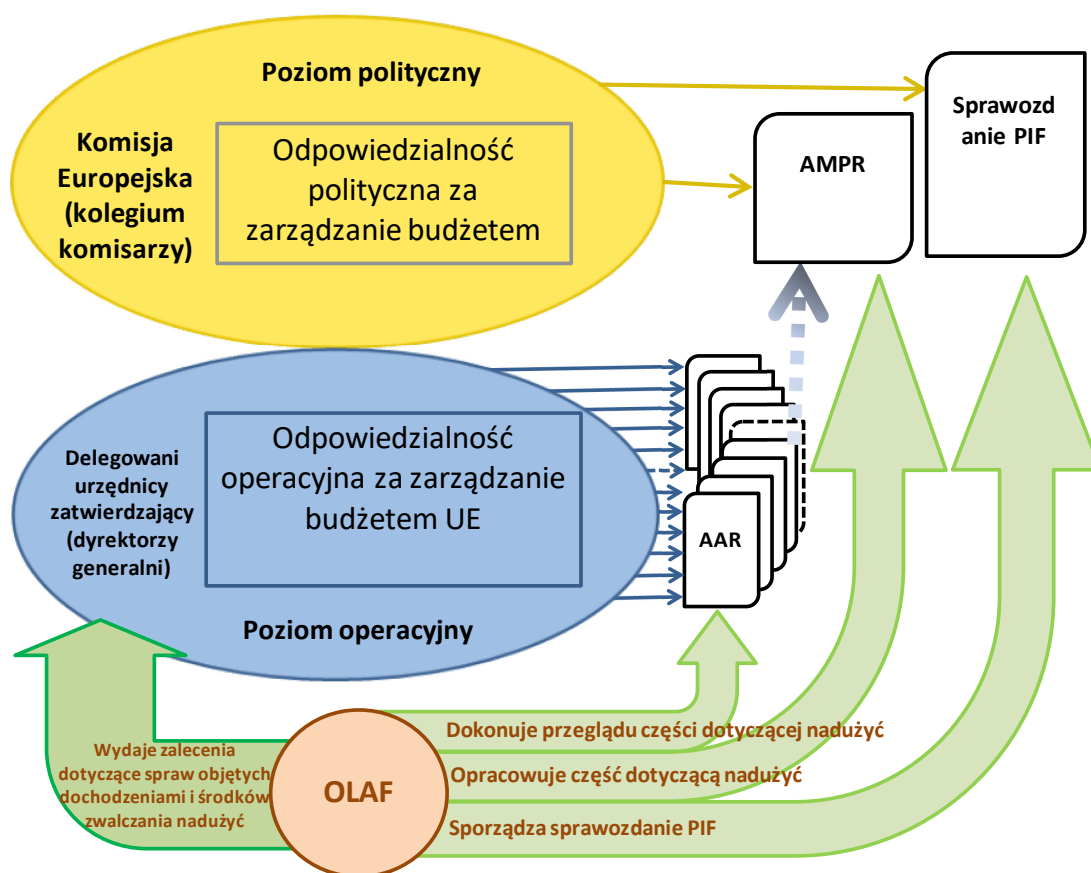 Poziom polityczny
Komisja
Europejska
(kolegium
komisarzy)
Odpowiedzialność
polityczna za
zarządzanie budżetem
AMPR
Sprawozd
anie PIF
Delegowani
urzędnicy
zatwierdzający
(dyrektorzy
generalni)
Odpowiedzialność
operacyjna za zarządzanie
budżetem UE
Poziom operacyjny
AAR
Wydaje zalecenia
dotyczące spraw objętych
dochodzeniami i środków
zwalczania nadużyć
OLAF
Dokonuje przeglądu części dotyczącej nadużyć
Opracowuje część dotyczącą nadużyć
Sporządza sprawozdanie PIF